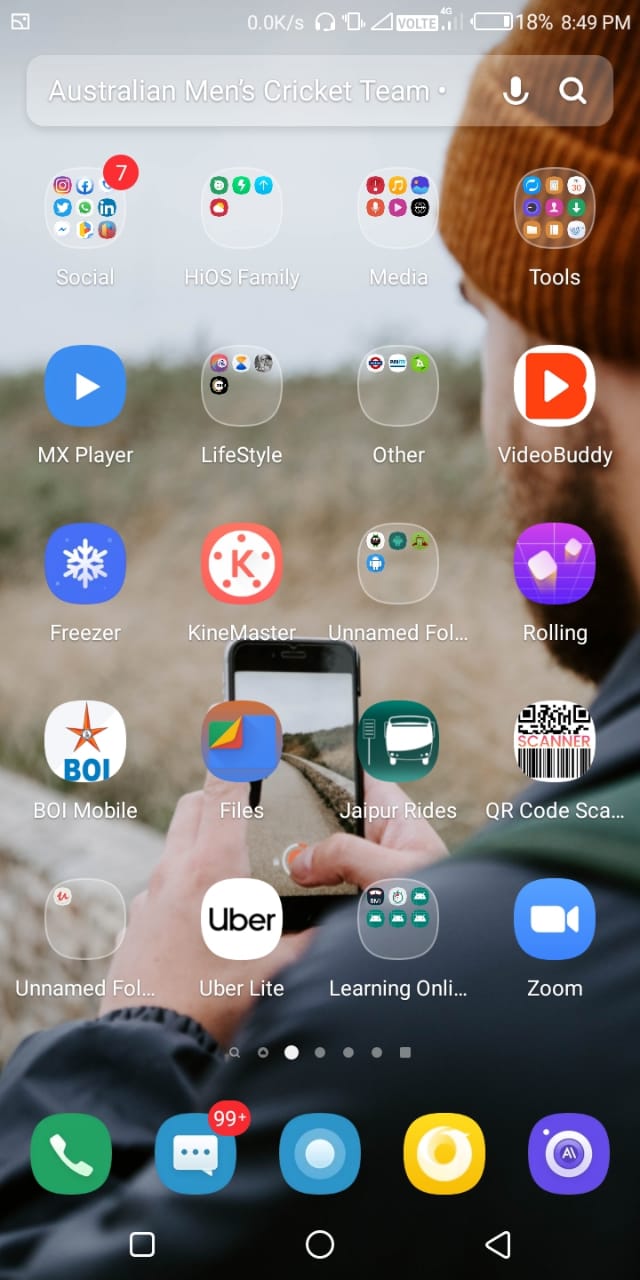 0.0K/s VOLTE 4G 18% 8:49 PM
Australian Men's Cricket Team •
7
Social HiOS Family Media Tools
30
MX Player LifeStyle Other VideoBuddy
Freezer KineMaster Unnamed Fol... Rolling
K
BOI SCANNER
BOI Mobile Files Jaipur Rides QR Code Sca...
Uber
Unnamed Fol... Uber Lite Learning Onli... Zoom
99+
AI